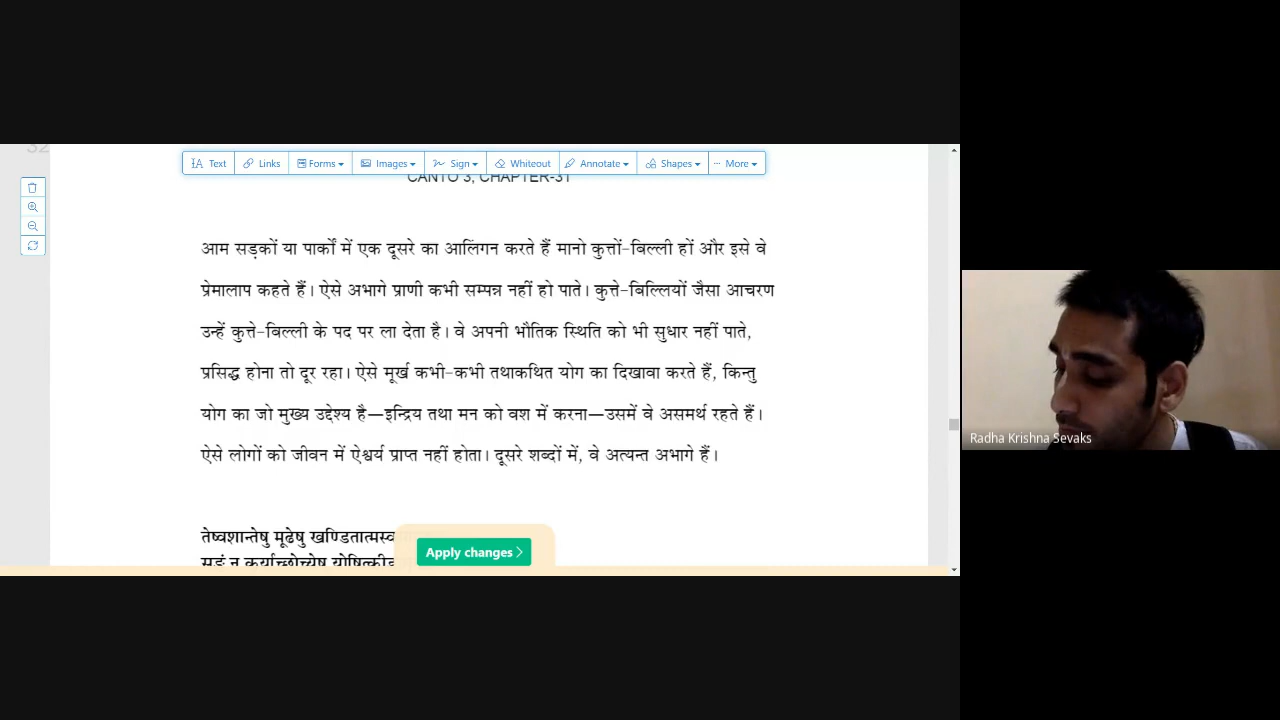 32
Text Links Forms Images Sign Whiteout Annotate Shapes More
CANTO 3, CHAPTER-31
आम सड़कों या पार्कों में एक दूसरे का आलिंगन करते हैं मानो कुत्तों-बिल्ली हों और इसे वे
प्रेमालाप कहते हैं। ऐसे अभागे प्राणी कभी सम्पन्न नहीं हो पाते। कुत्ते-बिल्लियों जैसा आचरण
उन्हें कुत्ते-बिल्ली के पद पर ला देता है। वे अपनी भौतिक स्थिति को भी सुधार नहीं पाते,
प्रसिद्ध होना तो दूर रहा। ऐसे मूर्ख कभी-कभी तथाकथित योग का दिखावा करते हैं, किन्तु
योग का जो मुख्य उद्देश्य है—इन्द्रिय तथा मन को वश में करना—उसमें वे असमर्थ रहते हैं।
ऐसे लोगों को जीवन में ऐश्वर्य प्राप्त नहीं होता। दूसरे शब्दों में, वे अत्यन्त अभागे हैं।
तेष्वशान्तेषु मूढेषु
सङ्गं न
Apply changes
Radha Krishna Sevaks